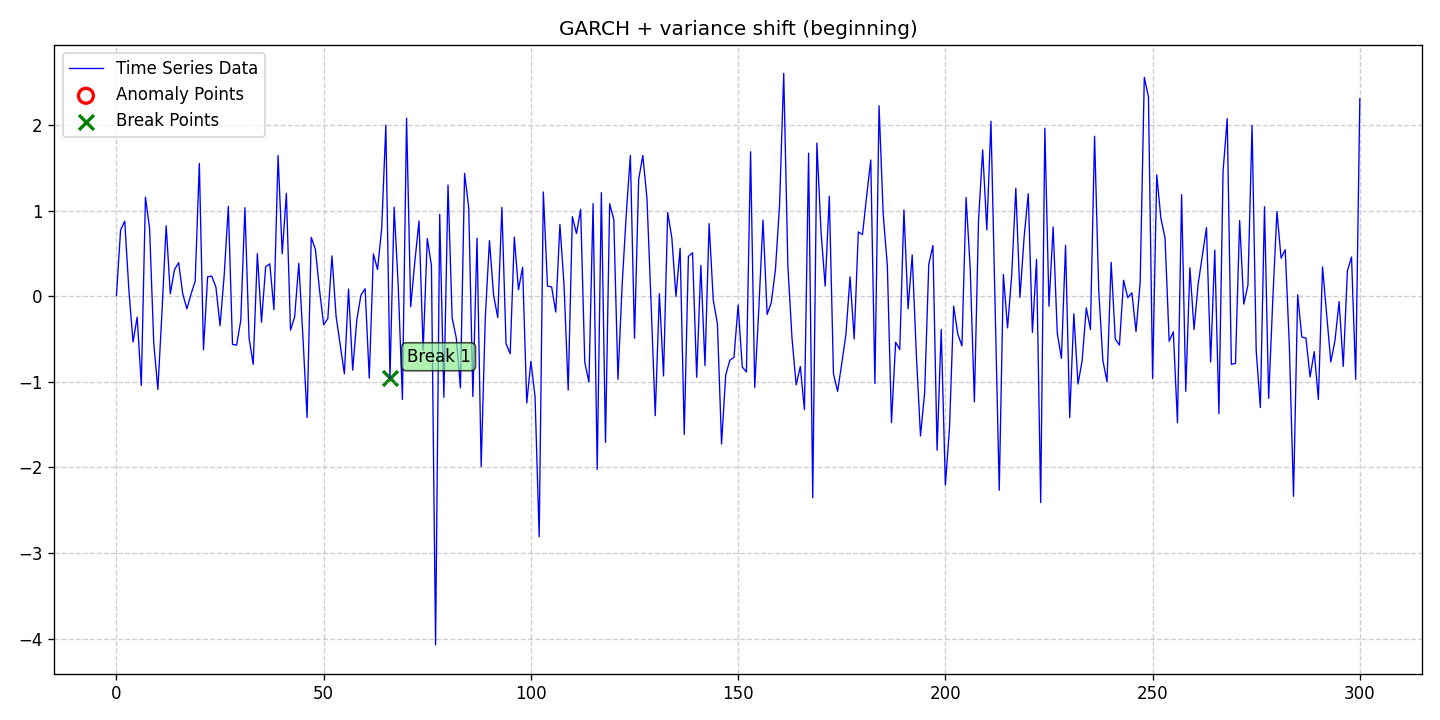 GARCH + variance shift (beginning)
Time Series Data
Anomaly Points
Break Points
Break 1
2
1
0
−1
−2
−3
−4
0 50 100 150 200 250 300